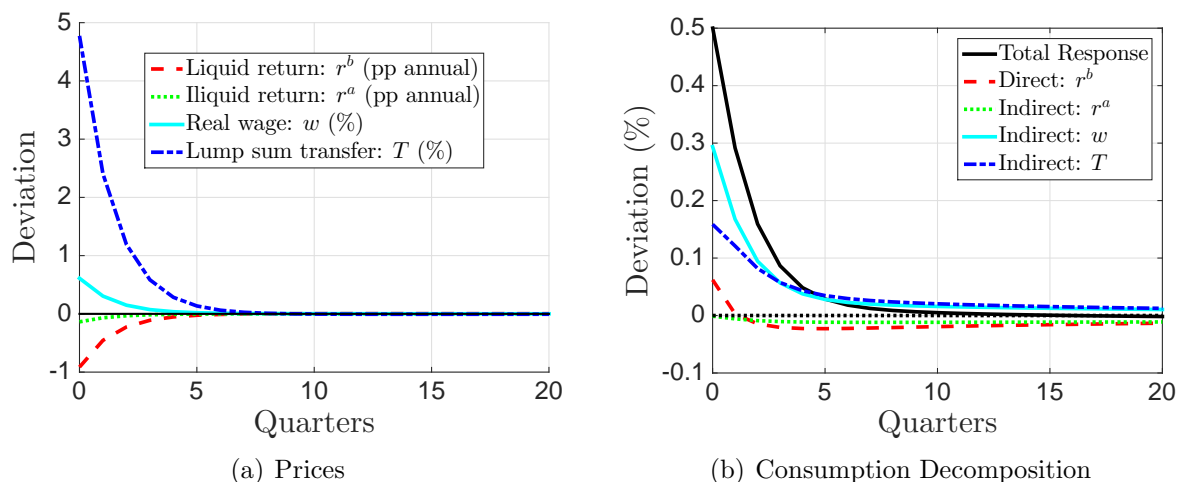 5
4
3
2
1
0
-1
Deviation
Liquid return: r^b (pp annual)
Iliquid return: r^a (pp annual)
Real wage: w (%)
Lump sum transfer: T (%)
0 5 10 15 20
Quarters
(a) Prices
0.5
0.4
0.3
0.2
0.1
0
-0.1
Deviation (%)
Total Response
Direct: r^b
Indirect: r^a
Indirect: w
Indirect: T
0 5 10 15 20
Quarters
(b) Consumption Decomposition